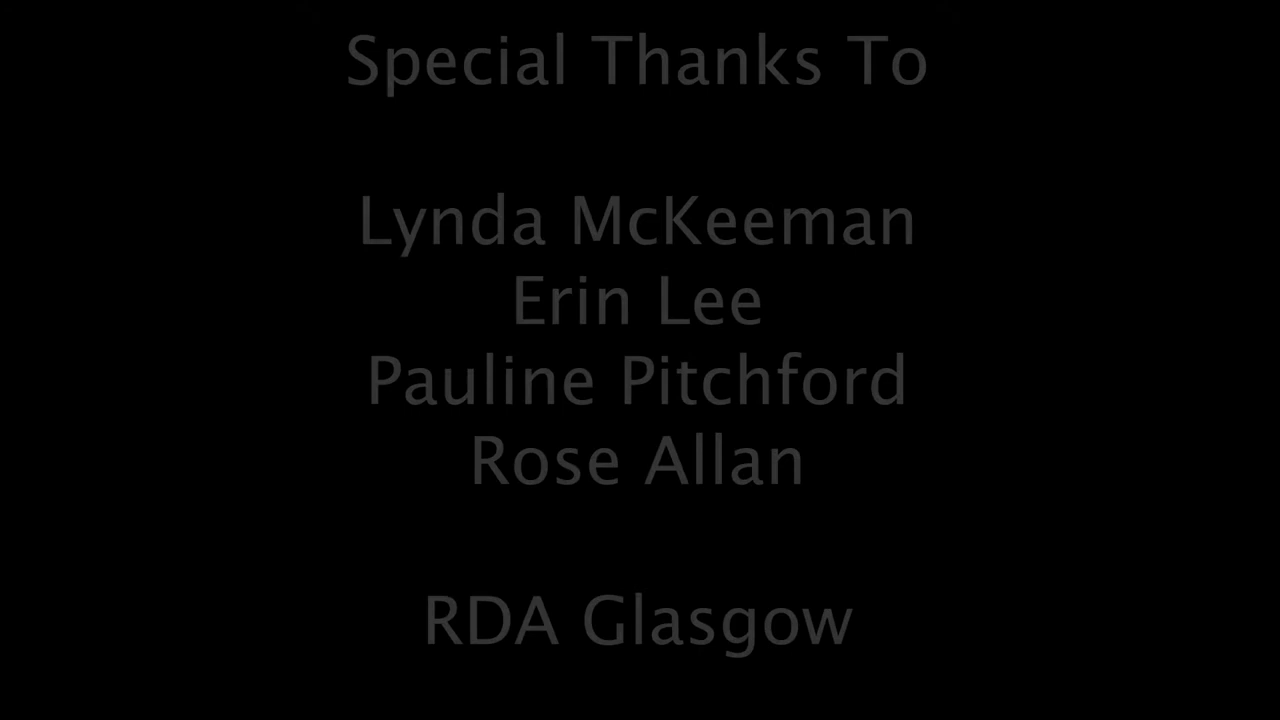 Special Thanks To
Lynda McKeeman
Erin Lee
Pauline Pitchford
Rose Allan
RDA Glasgow